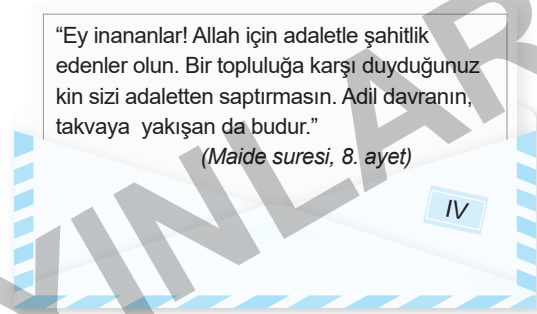 “Ey inananlar! Allah için adaletle şahitlik
edenler olun. Bir topluluğa karşı duyduğunuz
kin sizi adaletten saptırmasın. Adil davranın,
takvaya yakışan da budur.”
(Maide suresi, 8. ayet)
IV
YINLAR